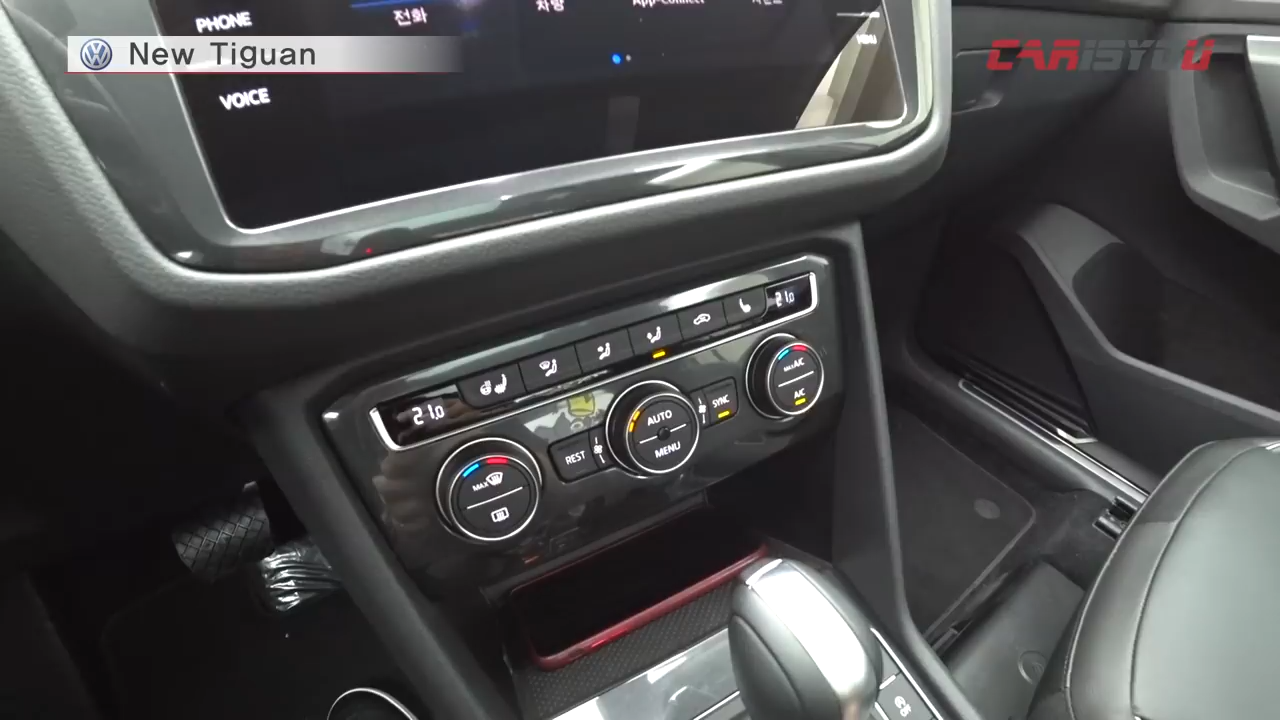 PHONE
전화
차량
App-Connect
MENU
New Tiguan
CARISYOU
VOICE
21.0
21.0
MAX A/C
A/C
SYNC
AUTO
MENU
REST
MAX